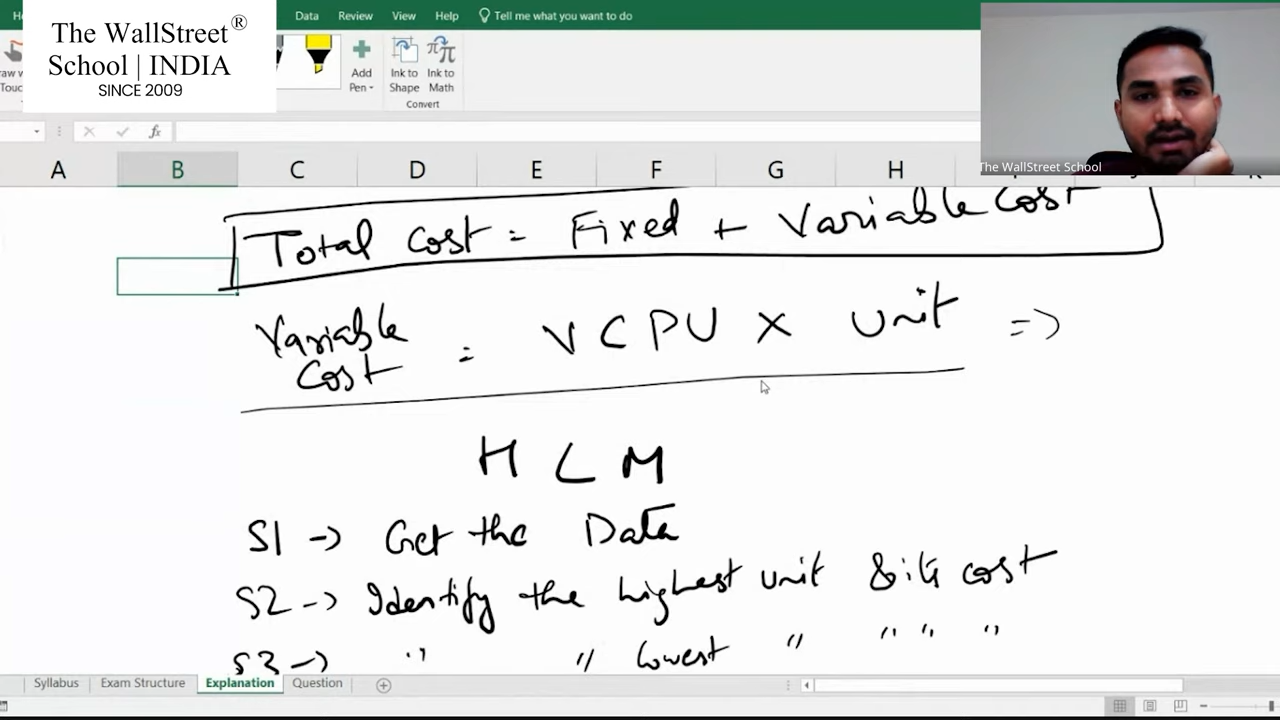 Data Review View Help Tell me what you want to do
The WallStreet®
School | INDIA
SINCE 2009
Add Pen
Ink to Shape
Ink to Math
Convert
fx
The WallStreet School
A B C D E F G H
Total Cost = Fixed + Variable Cost
Variable Cost = VCPU X Unit =>
HLM
S1 -> Get the Data
S2 -> Identify the highest unit & its cost
S3 -> " " lowest " " " "
Syllabus Exam Structure Explanation Question